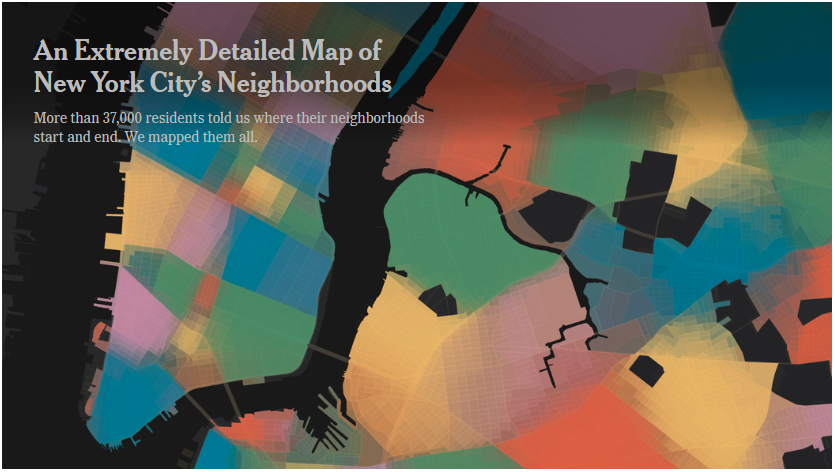 An Extremely Detailed Map of
New York City’s Neighborhoods
More than 37,000 residents told us where their neighborhoods
start and end. We mapped them all.